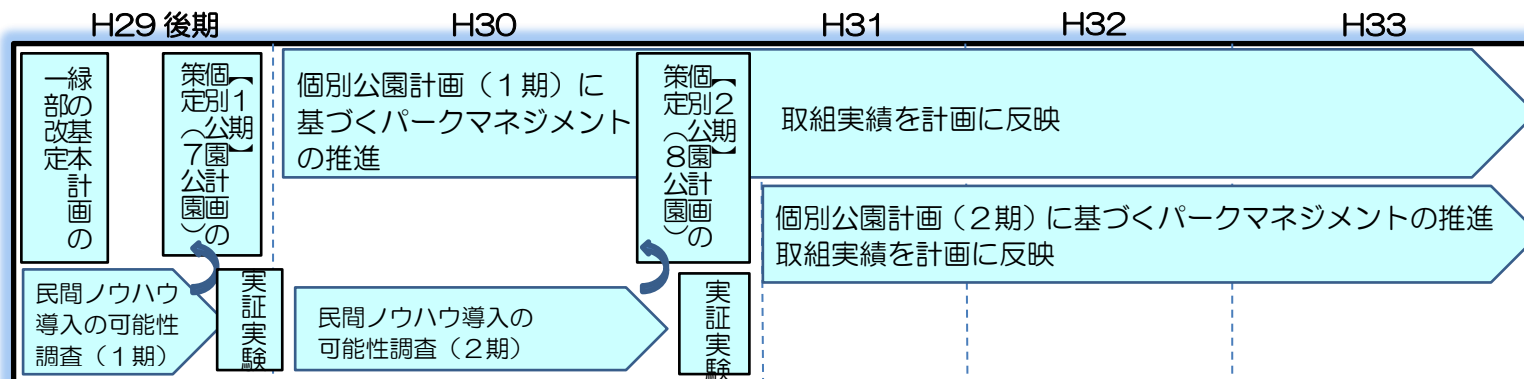 H29 後期
H30
H31
H32
H33
緑の基本計画の
一部改定
【1期】
個別公園計画の
策定（7公園）
個別公園計画（1期）に
基づくパークマネジメント
の推進
【2期】
個別公園計画の
策定（8公園）
取組実績を計画に反映
個別公園計画（2期）に基づくパークマネジメントの推進
取組実績を計画に反映
民間ノウハウ
導入の可能性
調査（1期）
実証実験
民間ノウハウ導入の
可能性調査（2期）
実証実験